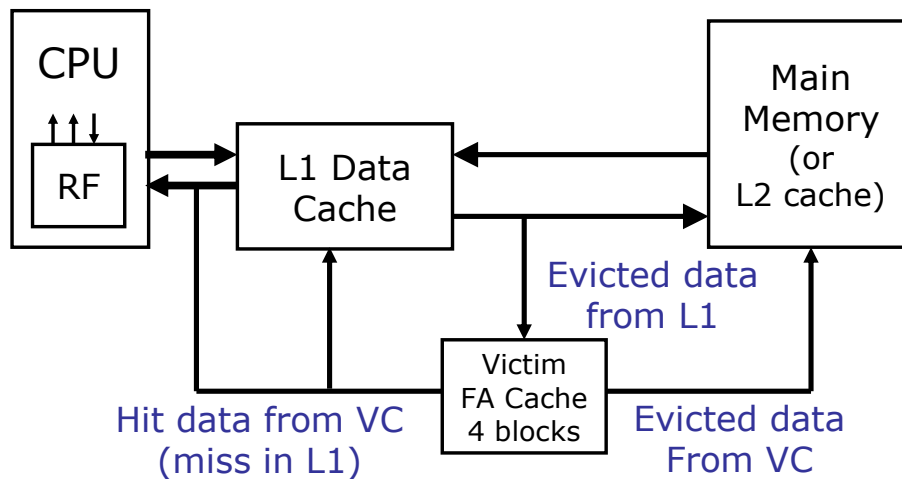 CPU
RF
L1 Data
Cache
Main
Memory
(or
L2 cache)
Evicted data
from L1
Victim
FA Cache
4 blocks
Hit data from VC
(miss in L1)
Evicted data
From VC